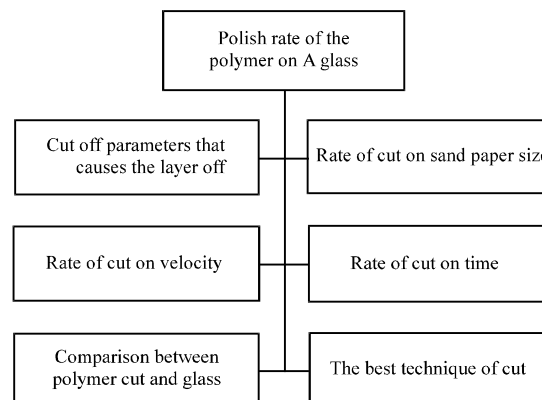 Polish rate of the
polymer on A glass
Cut off parameters that
causes the layer off
Rate of cut on sand paper size
Rate of cut on velocity
Rate of cut on time
Comparison between
polymer cut and glass
The best technique of cut